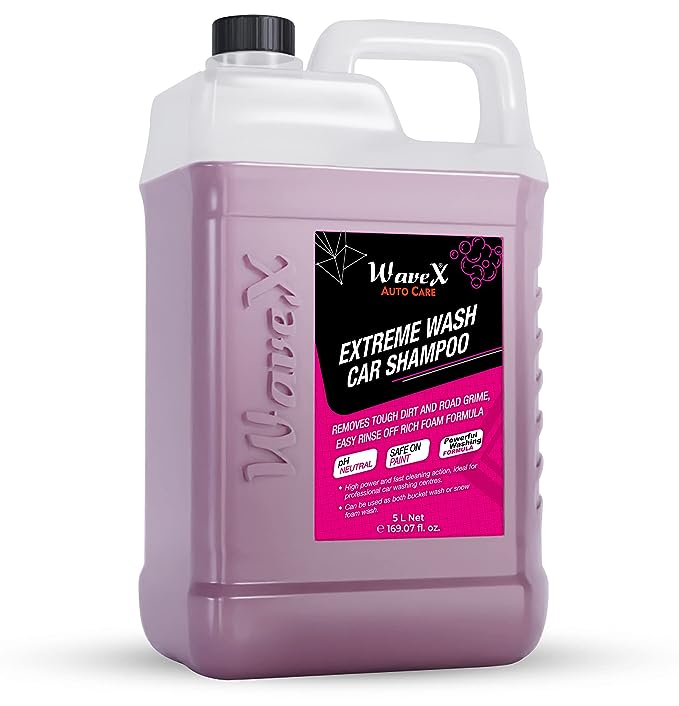 WaveX
WaveX®
AUTO CARE
EXTREME WASH
CAR SHAMPOO
REMOVES TOUGH DIRT AND ROAD GRIME,
EASY RINSE OFF RICH FOAM FORMULA
pH
NEUTRAL
SAFE ON
PAINT
Powerful
Washing
FORMULA
• High power and fast cleaning action, ideal for
professional car washing centres.
• Can be used as both bucket wash or snow
foam wash.
5 L Net
℮ 169.07 fl. oz.